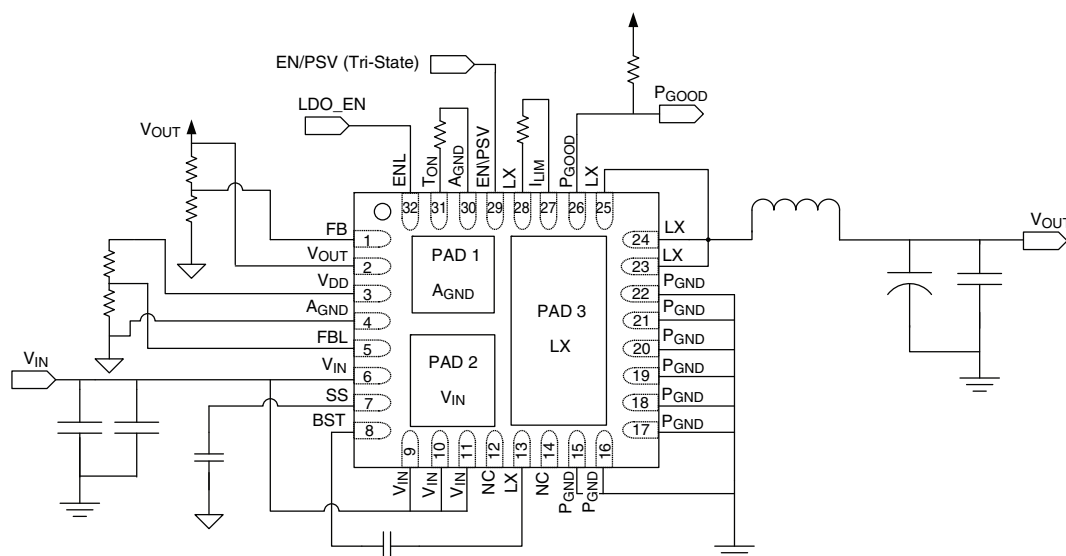 EN/PSV (Tri-State)
PGOOD
LDO_EN
VOUT
ENL
TON
AGND
EN\PSV
LX
ILIM
PGOOD
LX
32
31
30
29
28
27
26
25
FB
1
VOUT
2
VDD
3
AGND
4
FBL
5
VIN
VIN
6
SS
7
BST
8
PAD 1
AGND
PAD 2
VIN
PAD 3
LX
24
LX
23
LX
VOUT
22
PGND
21
PGND
20
PGND
19
PGND
18
PGND
17
PGND
9
10
11
12
13
14
15
16
VIN
VIN
VIN
NC
LX
NC
PGND
PGND